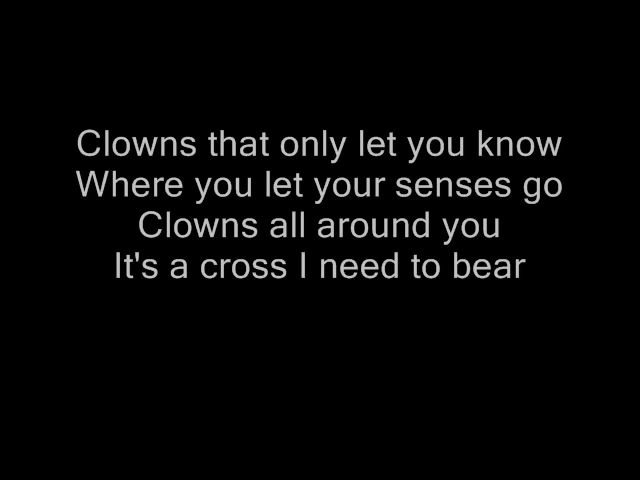 Clowns that only let you know
Where you let your senses go
Clowns all around you
It's a cross I need to bear